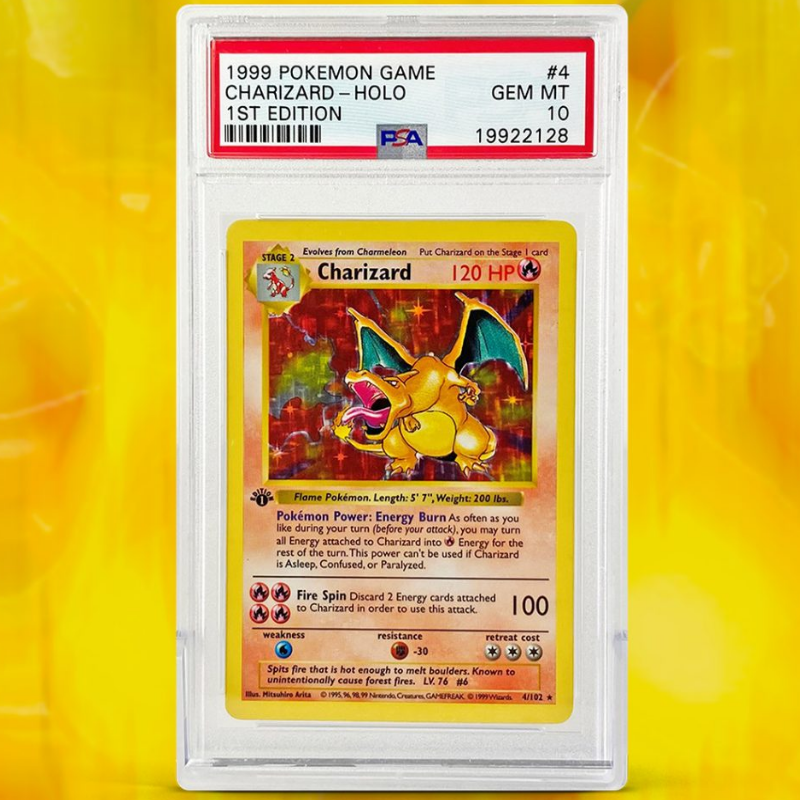 1999 POKEMON GAME #4
CHARIZARD – HOLO GEM MT
1ST EDITION 10
PSA 19922128
Evolves from Charmeleon Put Charizard on the Stage 1 card
STAGE 2
Charizard 120 HP
EDITION
1
Flame Pokémon. Length: 5' 7", Weight: 200 lbs.
Pokémon Power: Energy Burn As often as you
like during your turn (before your attack), you may turn
all Energy attached to Charizard into Energy for the
rest of the turn. This power can't be used if Charizard
is Asleep, Confused, or Paralyzed.
Fire Spin Discard 2 Energy cards attached
to Charizard in order to use this attack. 100
weakness resistance retreat cost
-30
Spits fire that is hot enough to melt boulders. Known to
unintentionally cause forest fires. LV. 76 #6
Illus. Mitsuhiro Arita © 1995, 96, 98, 99 Nintendo, Creatures, GAMEFREAK. © 1999 Wizards. 4/102 ★